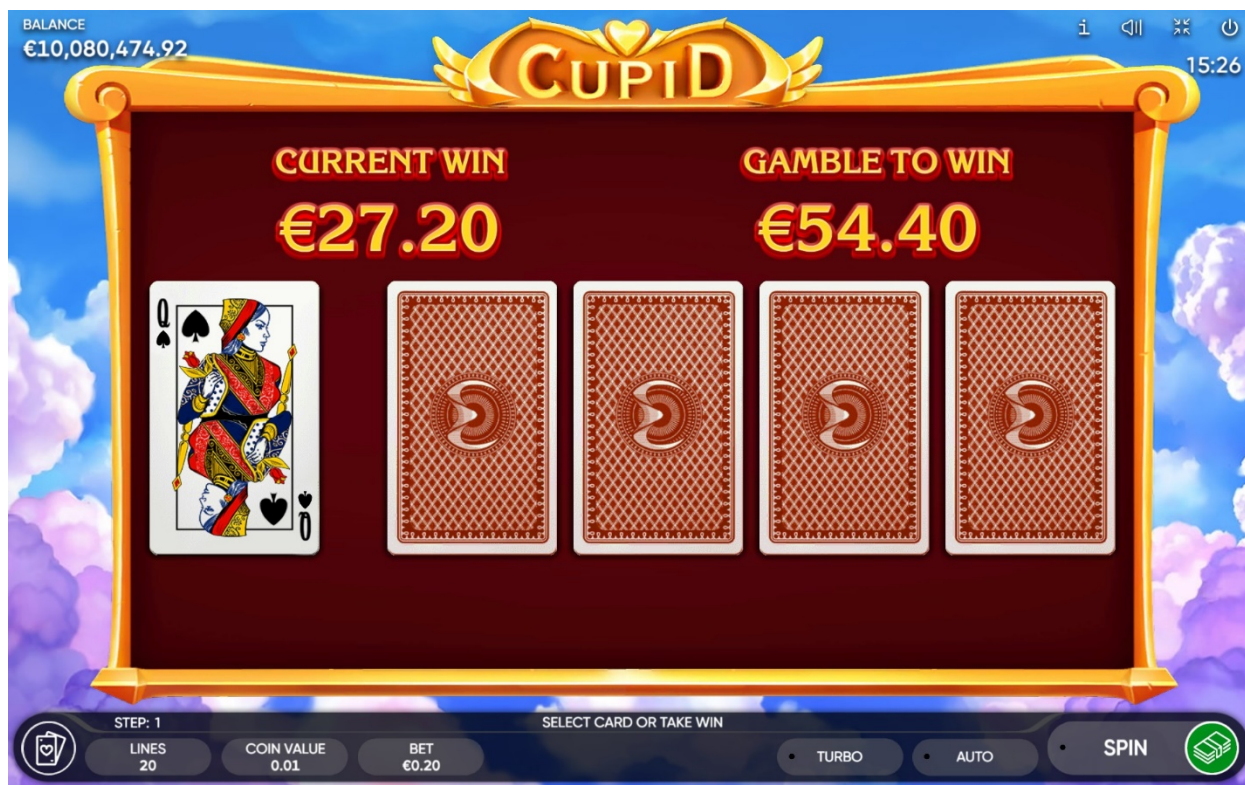 BALANCE
€10,080,474.92
CUPID
i
15:26
CURRENT WIN
GAMBLE TO WIN
€27.20
€54.40
Q
Q
STEP: 1
SELECT CARD OR TAKE WIN
LINES
20
COIN VALUE
0.01
BET
€0.20
TURBO
AUTO
SPIN